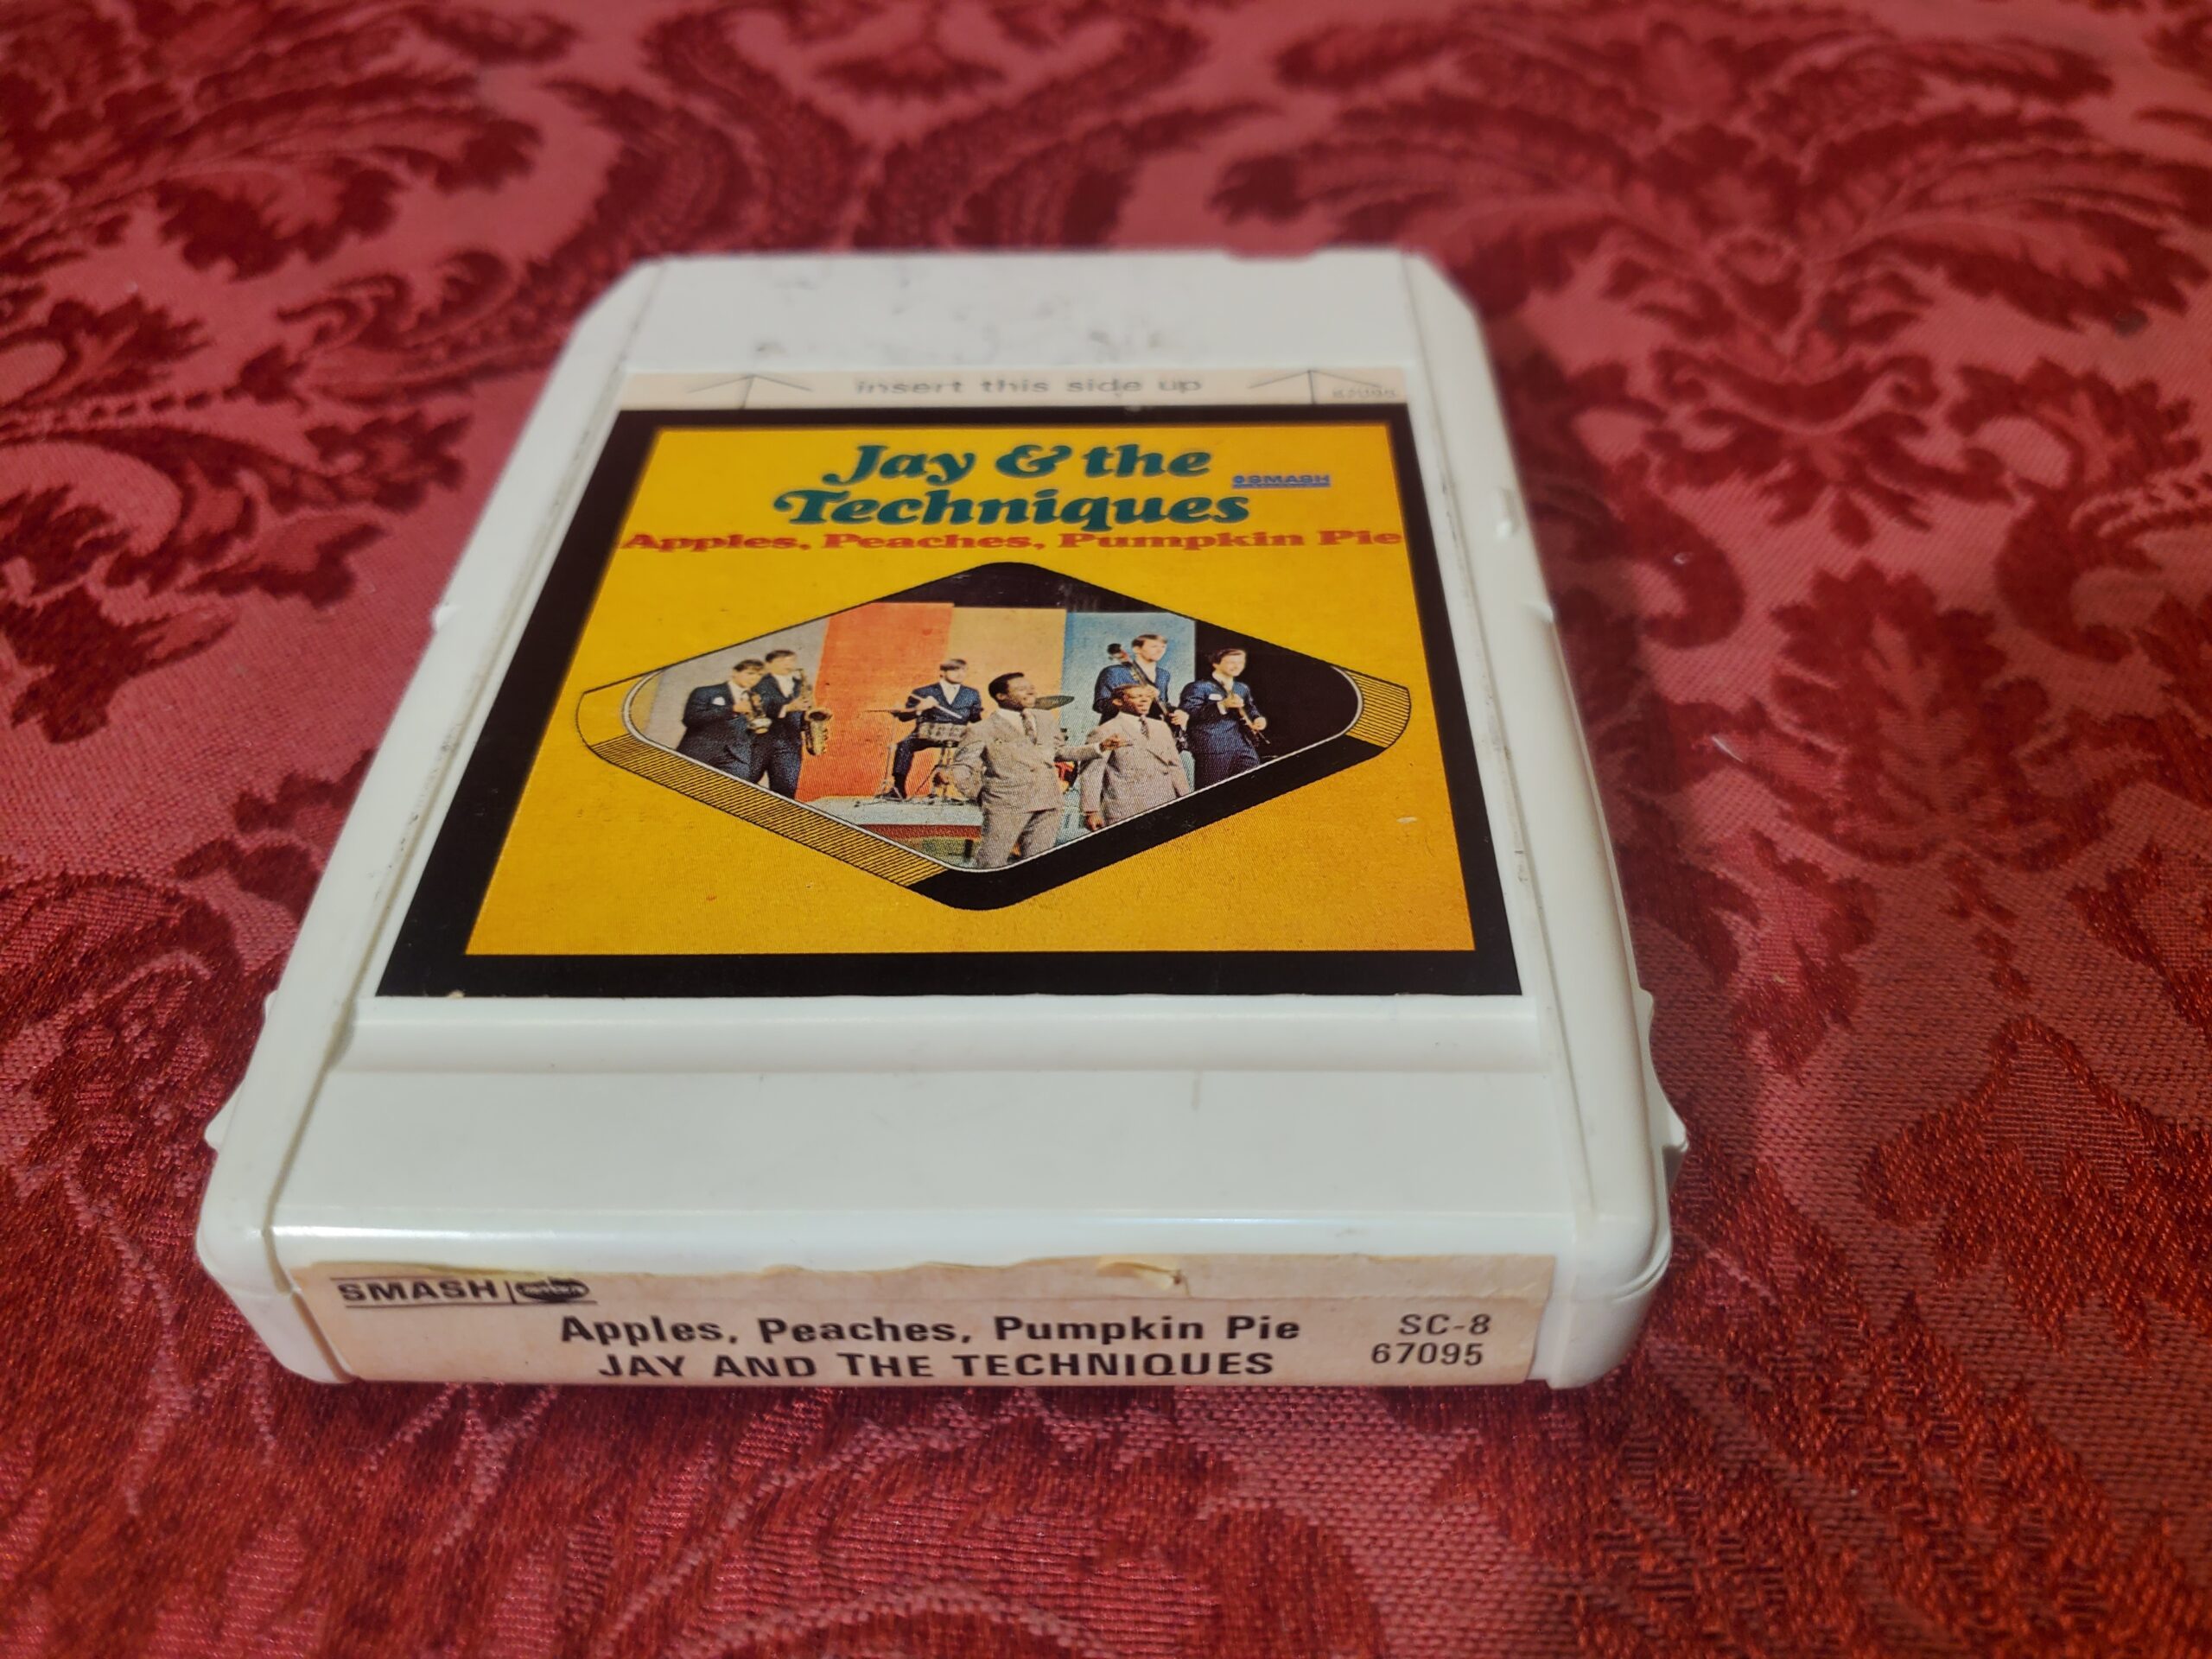 insert this side up
Jay & the
Techniques
SMASH
Apples, Peaches, Pumpkin Pie
SMASH
Apples, Peaches, Pumpkin Pie
JAY AND THE TECHNIQUES
SC-8
67095